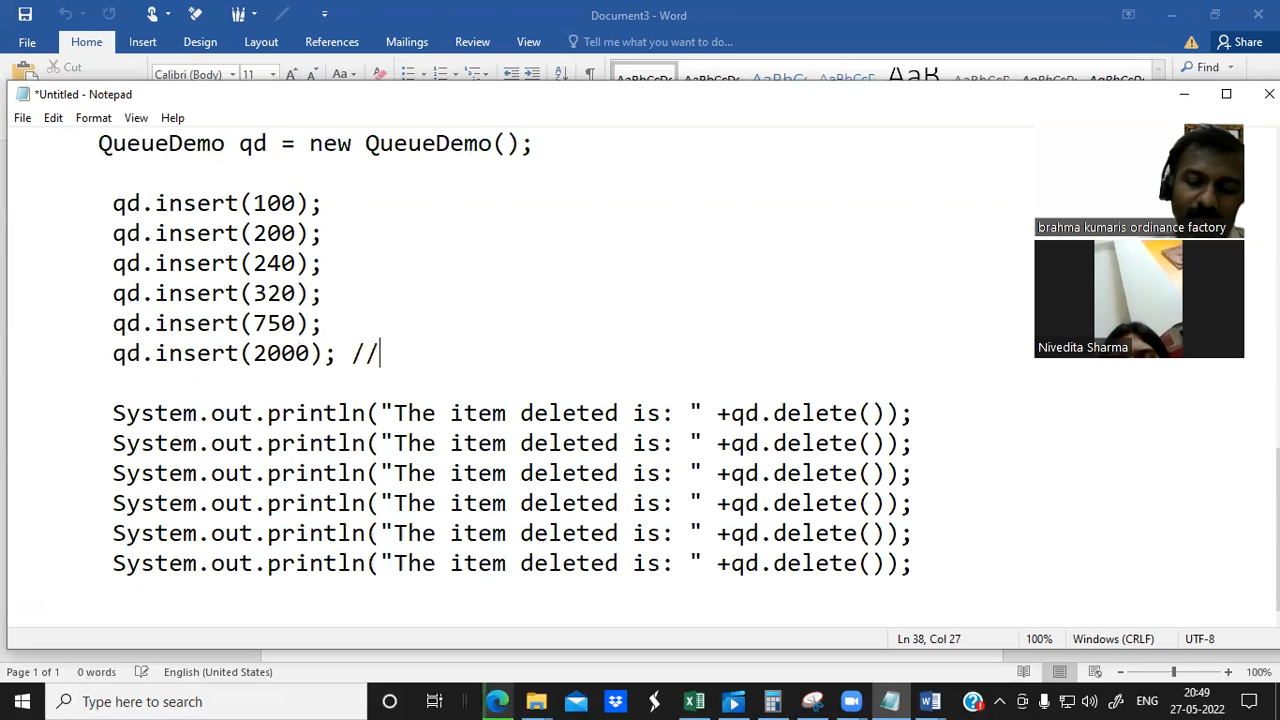 Document3 - Word
File Home Insert Design Layout References Mailings Review View Tell me what you want to do... Share
Cut Calibri (Body) 11 Aa Find
*Untitled - Notepad
File Edit Format View Help
QueueDemo qd = new QueueDemo();
qd.insert(100);
qd.insert(200);
qd.insert(240);
qd.insert(320);
qd.insert(750);
qd.insert(2000); //
System.out.println("The item deleted is: " +qd.delete());
System.out.println("The item deleted is: " +qd.delete());
System.out.println("The item deleted is: " +qd.delete());
System.out.println("The item deleted is: " +qd.delete());
System.out.println("The item deleted is: " +qd.delete());
System.out.println("The item deleted is: " +qd.delete());
brahma kumaris ordinance factory
Nivedita Sharma
Ln 38, Col 27 100% Windows (CRLF) UTF-8
Page 1 of 1 0 words English (United States) 100%
Type here to search ENG 20:49
27-05-2022